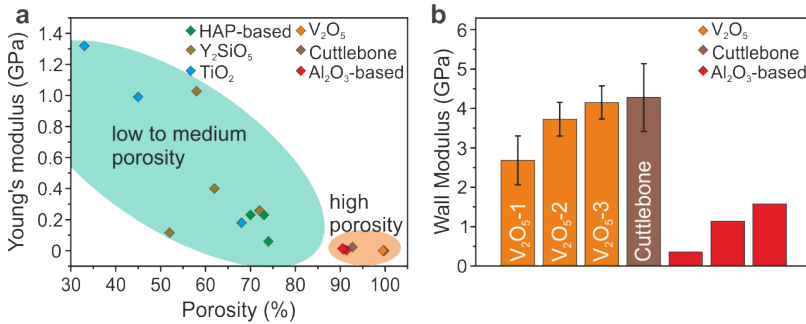 a
HAP-based
Y₂SiO₅
TiO₂
V₂O₅
Cuttlebone
Al₂O₃-based
Young's modulus (GPa)
1.4
1.2
1.0
0.8
0.6
0.4
0.2
0
low to medium
porosity
high
porosity
30 40 50 60 70 80 90 100
Porosity (%)
b
V₂O₅
Cuttlebone
Al₂O₃-based
Wall Modulus (GPa)
6
5
4
3
2
1
0
V₂O₅-1
V₂O₅-2
V₂O₅-3
Cuttlebone